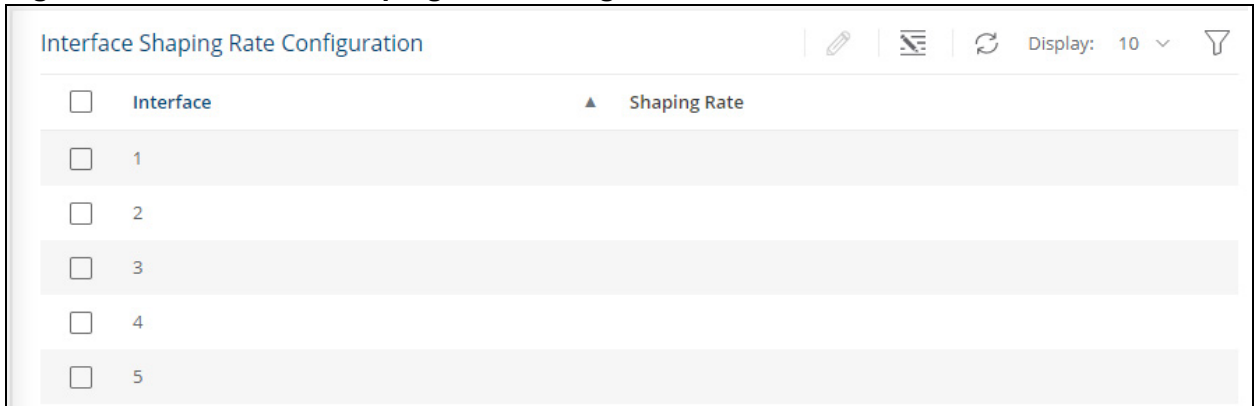 Interface Shaping Rate Configuration Display: 10
Interface ▲ Shaping Rate
1
2
3
4
5